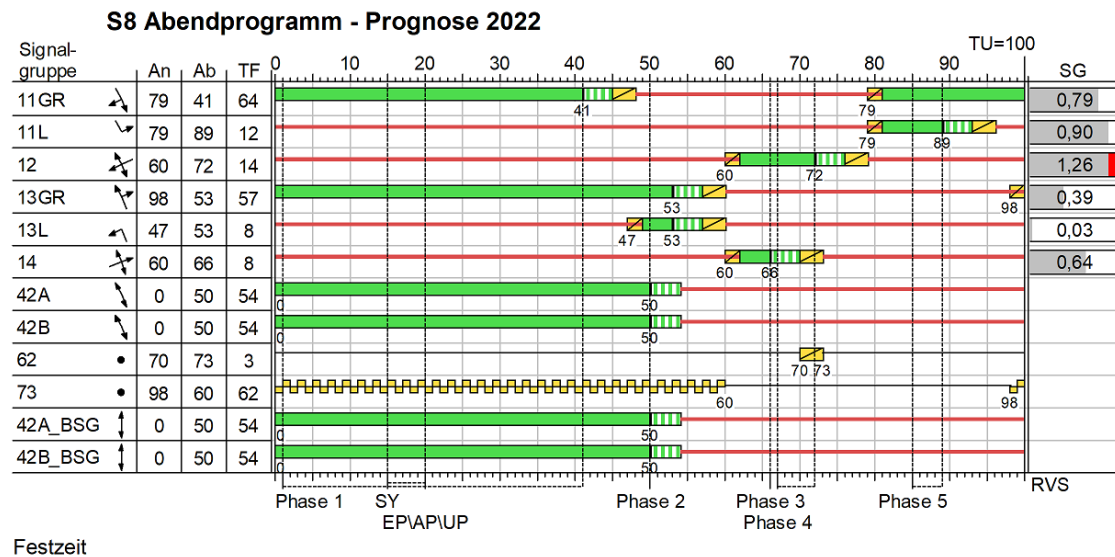 S8 Abendprogramm - Prognose 2022
TU=100
Signal-
gruppe An Ab TF 0 10 20 30 40 50 60 70 80 90 SG
11GR 79 41 64 41 79 0,79
11L 79 89 12 79 89 0,90
12 60 72 14 60 72 1,26
13GR 98 53 57 53 98 0,39
13L 47 53 8 47 53 0,03
14 60 66 8 60 66 0,64
42A 0 50 54 0 50
42B 0 50 54 0 50
62 70 73 3 70 73
73 98 60 62 60 98
42A_BSG 0 50 54 0 50
42B_BSG 0 50 54 0 50
RVS
Phase 1 SY Phase 2 Phase 3 Phase 5
EP\AP\UP Phase 4
Festzeit